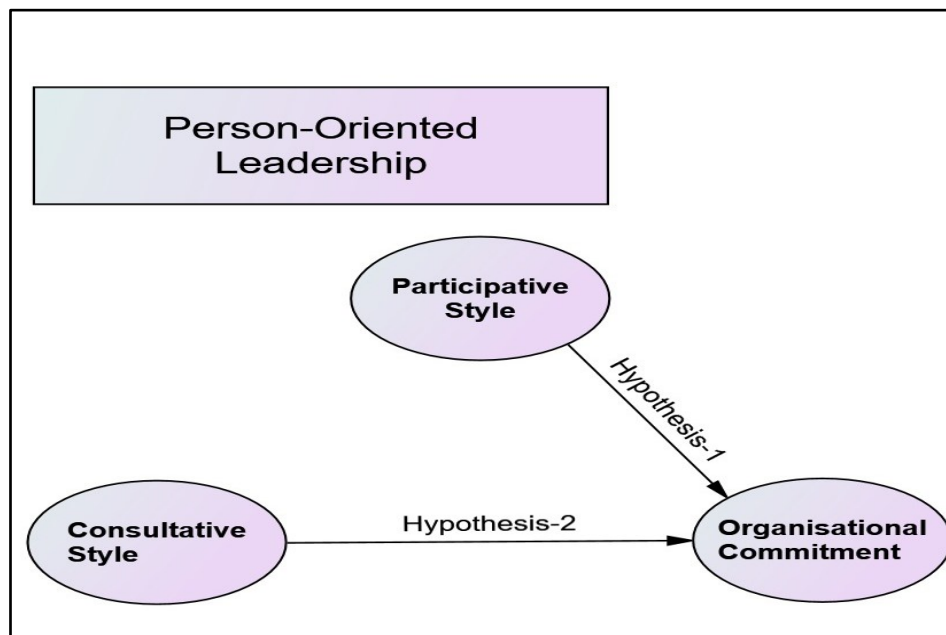 Person-Oriented
Leadership
Participative
Style
Hypothesis-1
Consultative
Style
Hypothesis-2
Organisational
Commitment